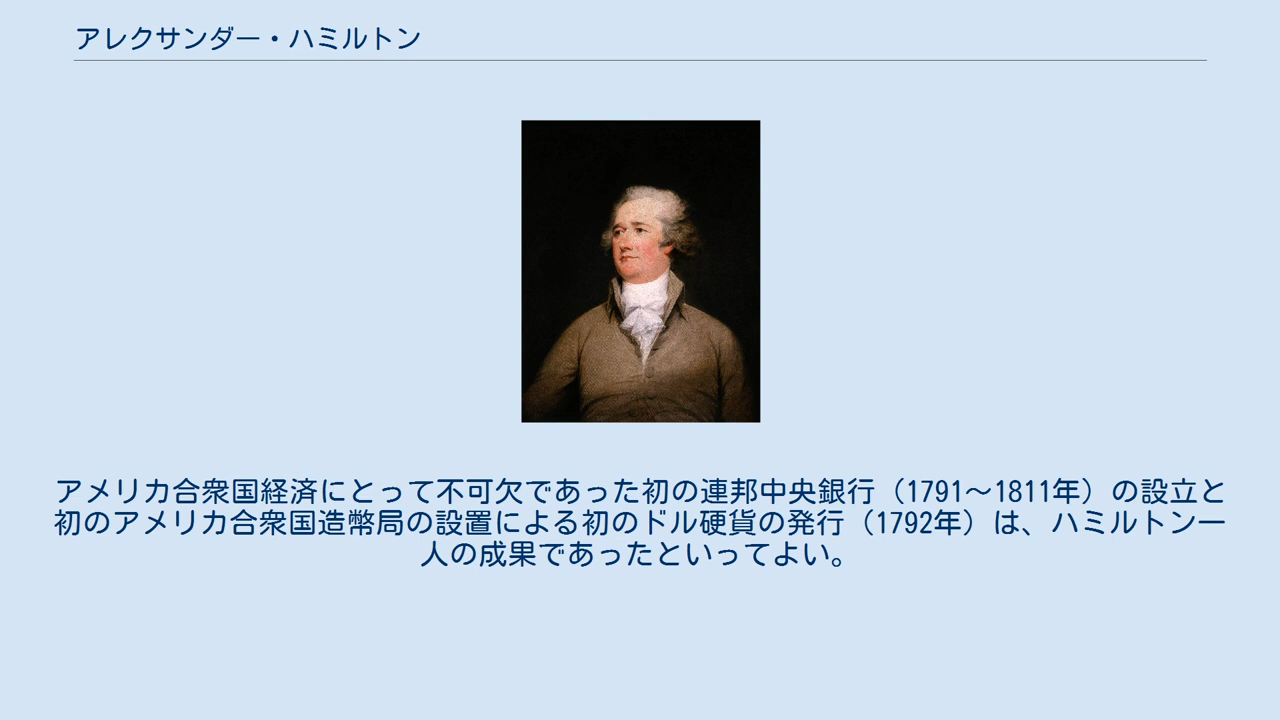 アレクサンダー・ハミルトン
アメリカ合衆国経済にとって不可欠であった初の連邦中央銀行（1791～1811年）の設立と
初のアメリカ合衆国造幣局の設置による初のドル硬貨の発行（1792年）は、ハミルトン一
人の成果であったといってよい。